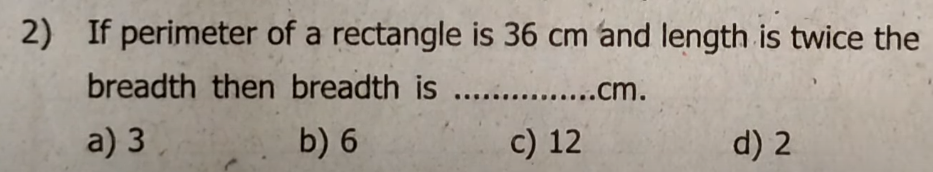 2) If perimeter of a rectangle is 36 cm and length is twice the
breadth then breadth is ...............cm.
a) 3 b) 6 c) 12 d) 2